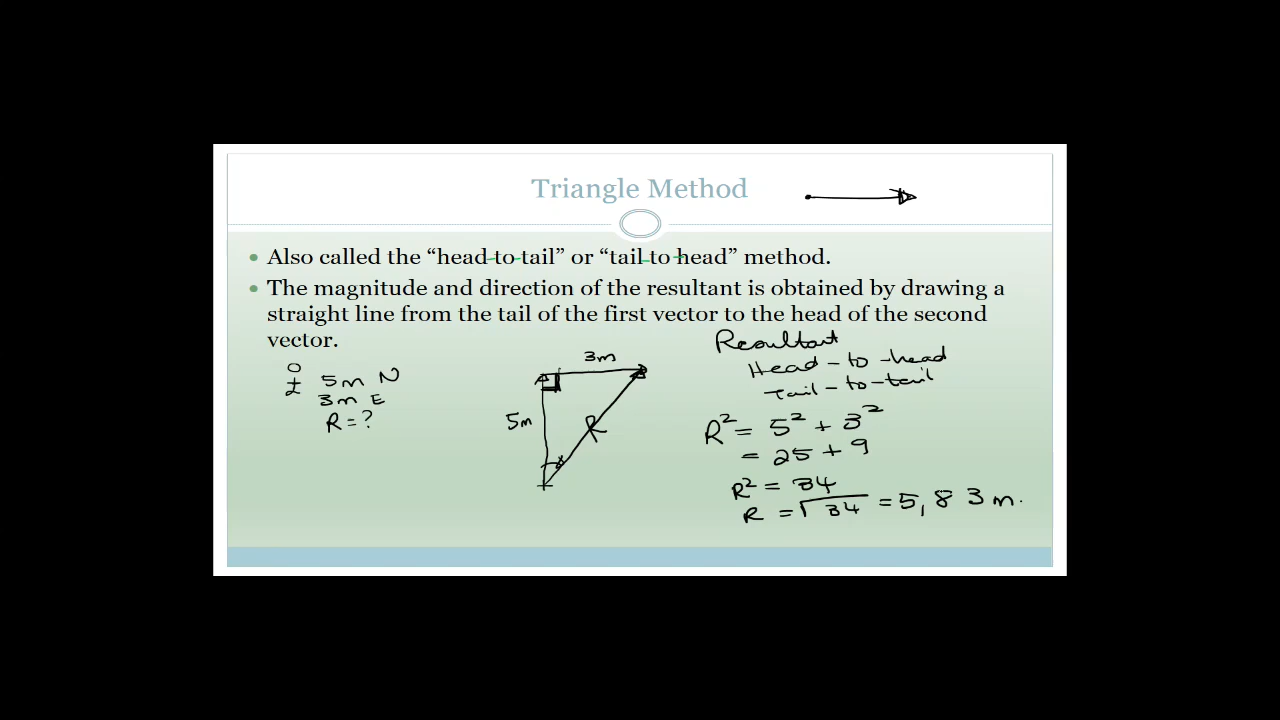 Triangle Method
• Also called the “head-to-tail” or “tail-to-head” method.
• The magnitude and direction of the resultant is obtained by drawing a
straight line from the tail of the first vector to the head of the second
vector.
5m N
3m E
R = ?
3m
5m
R
Resultant
Head-to-head
Tail-to-tail
R² = 5² + 3²
= 25 + 9
R² = 34
R = √34 = 5,83 m.